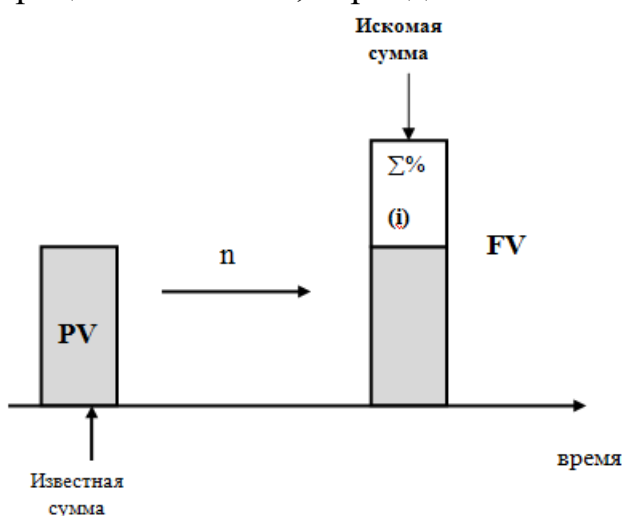 Искомая
сумма
∑%
(i)
n
FV
PV
время
Известная
сумма